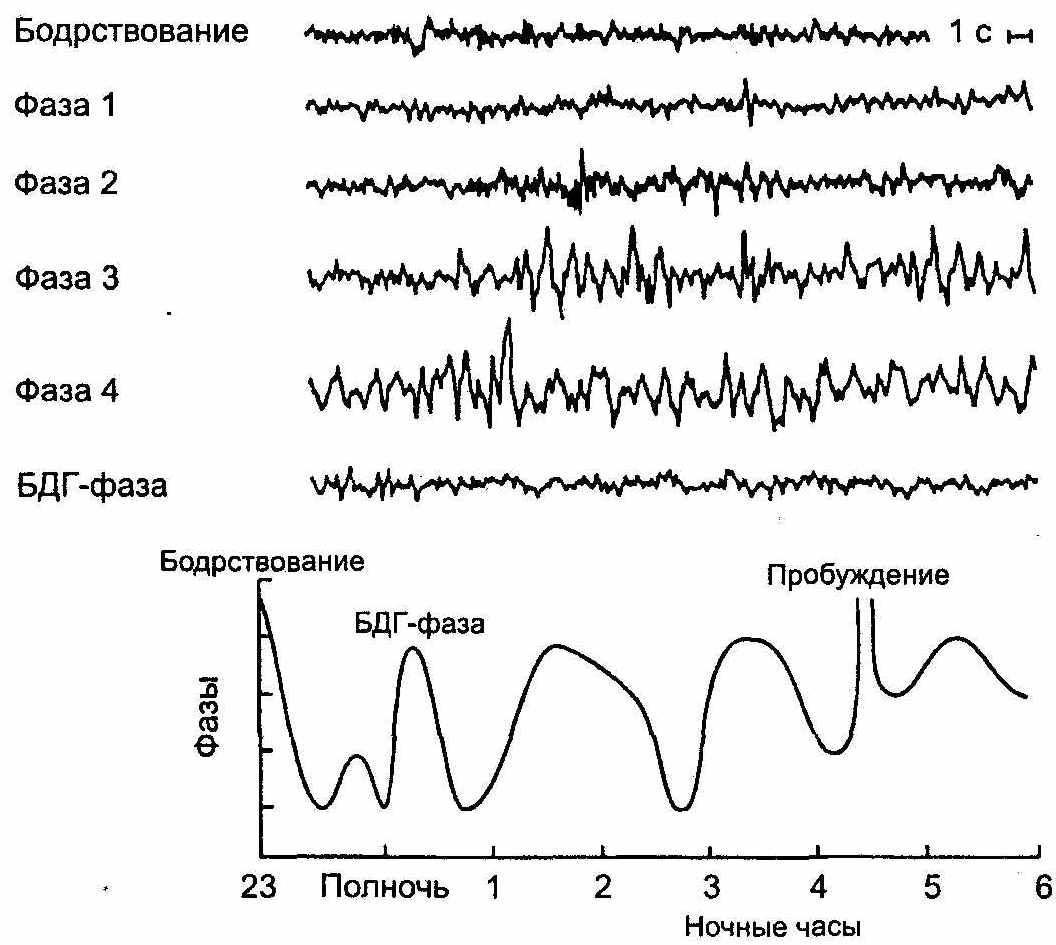 Бодрствование
1 с
Фаза 1
Фаза 2
Фаза 3
Фаза 4
БДГ-фаза
Бодрствование
Пробуждение
БДГ-фаза
Фазы
23 Полночь 1 2 3 4 5 6
Ночные часы